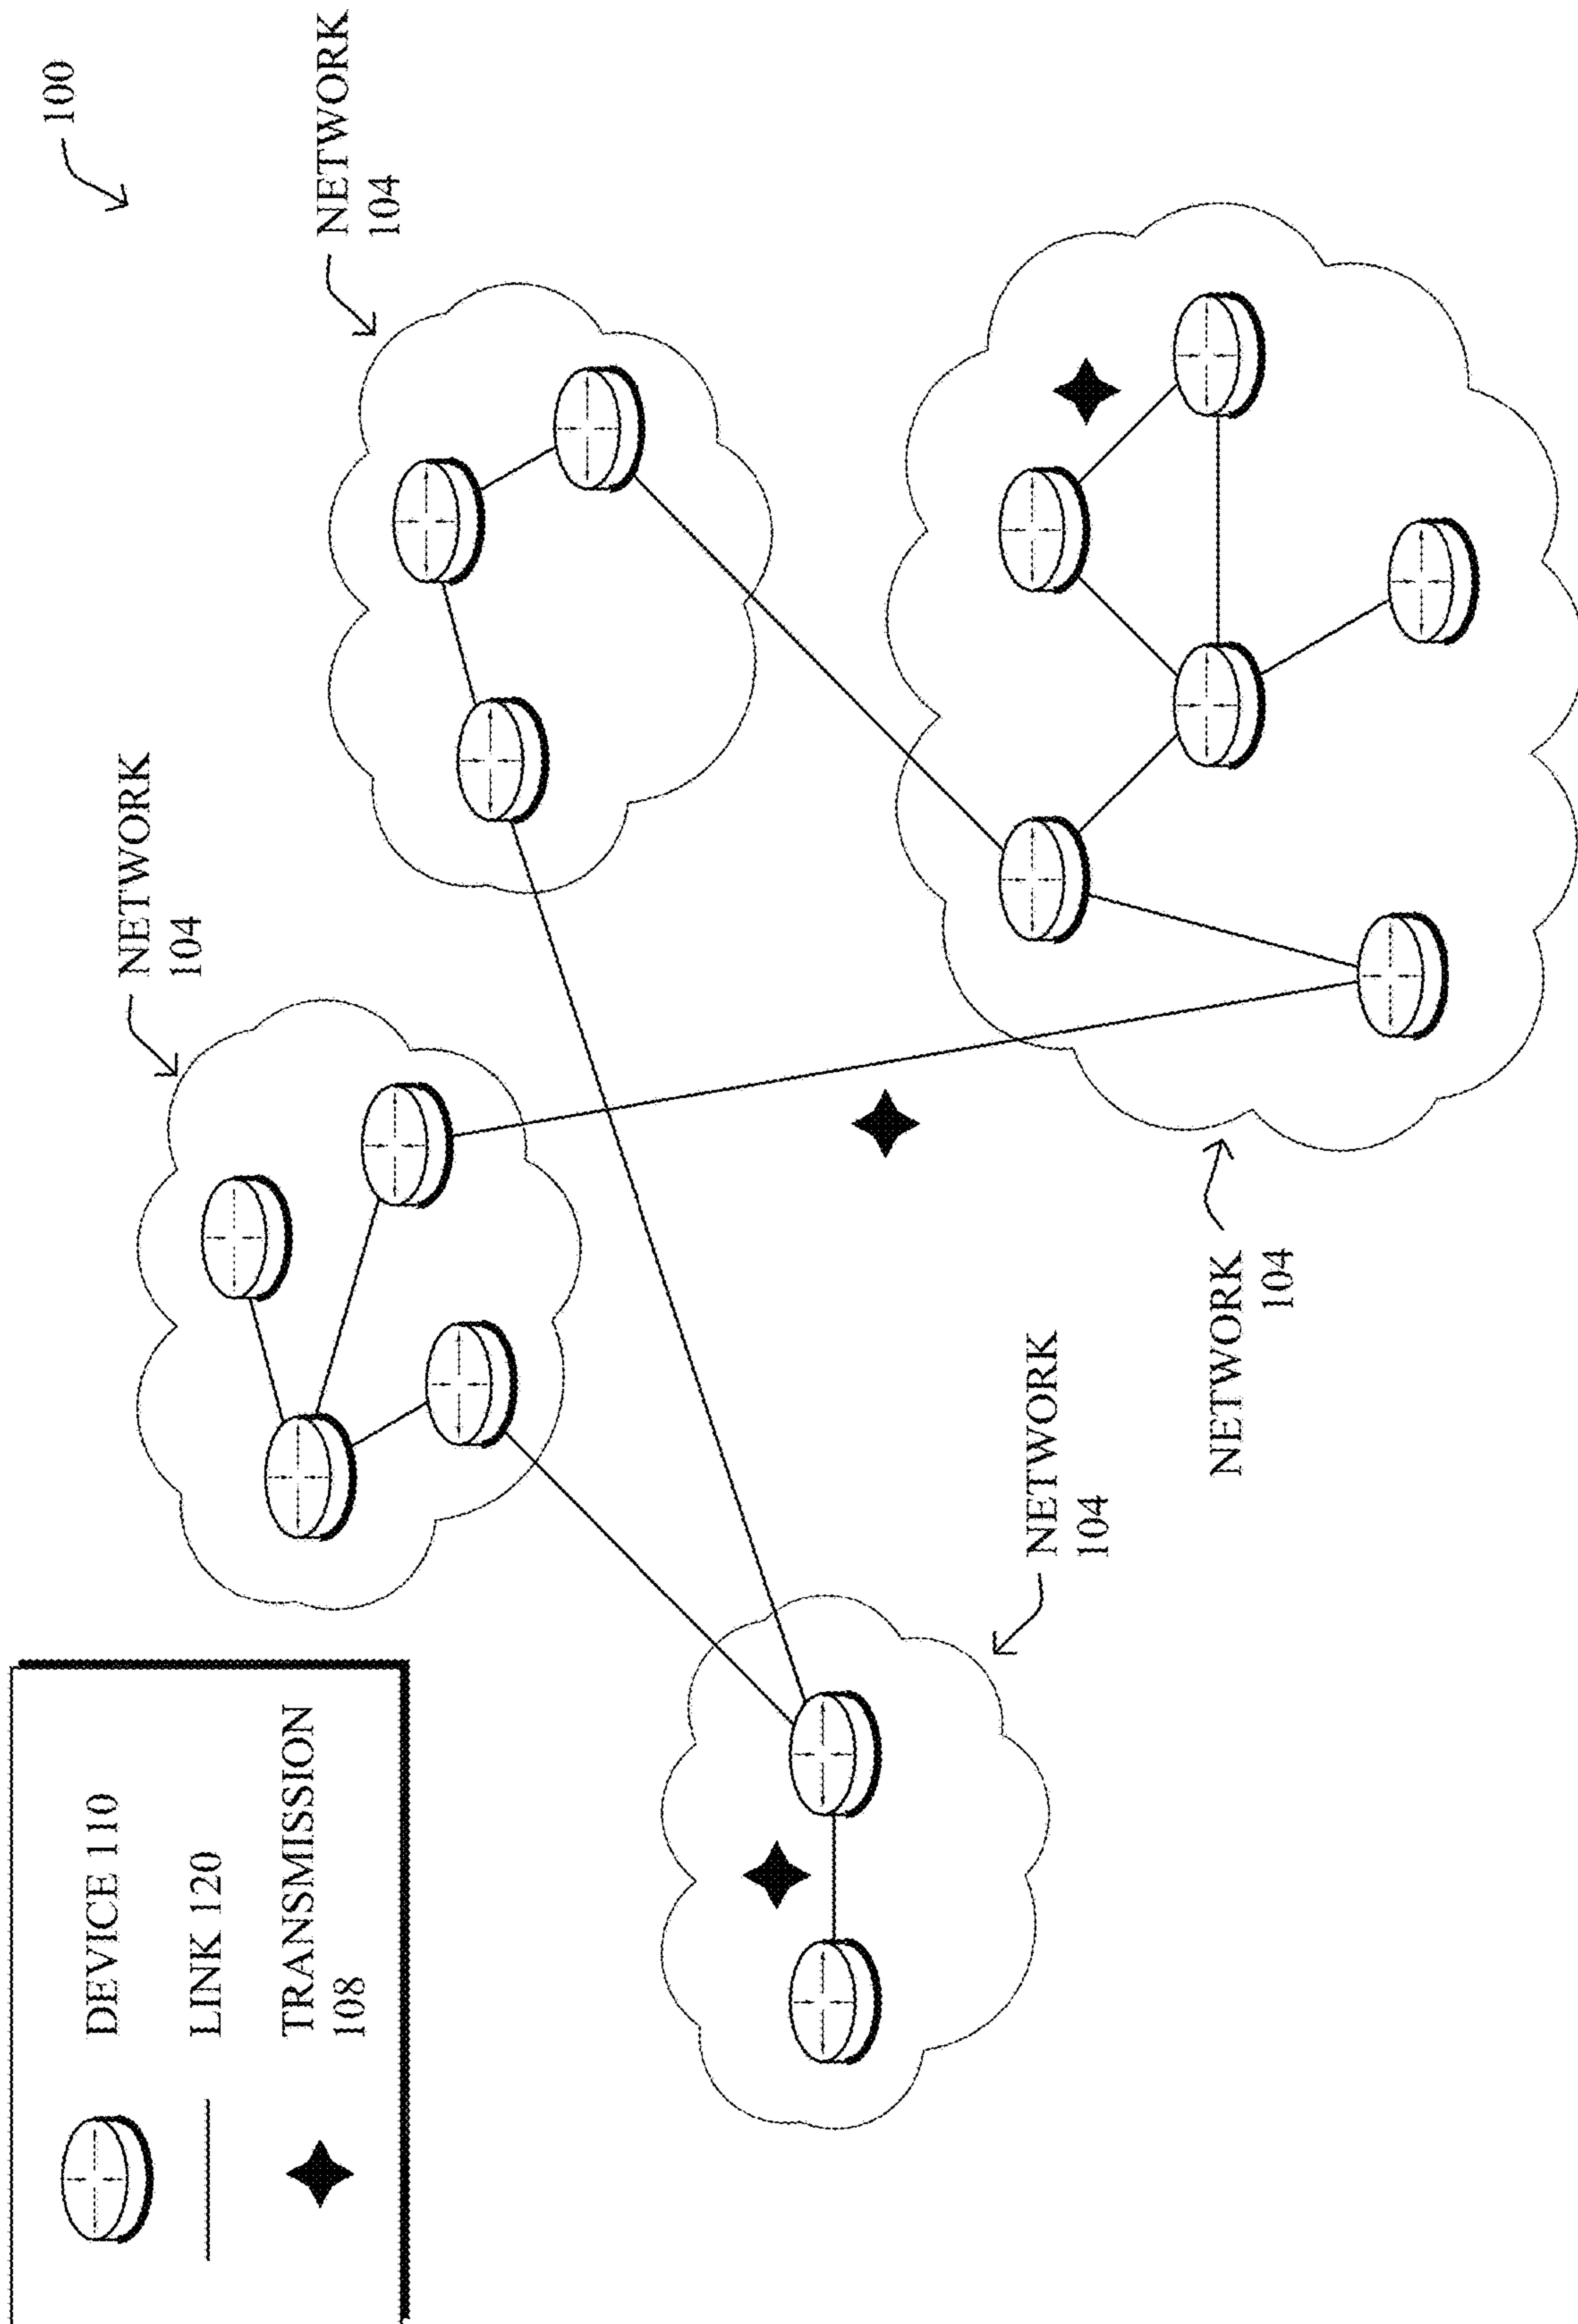 100
DEVICE 110
LINK 120
TRANSMISSION
108
NETWORK
104
NETWORK
104
NETWORK
104
NETWORK
104